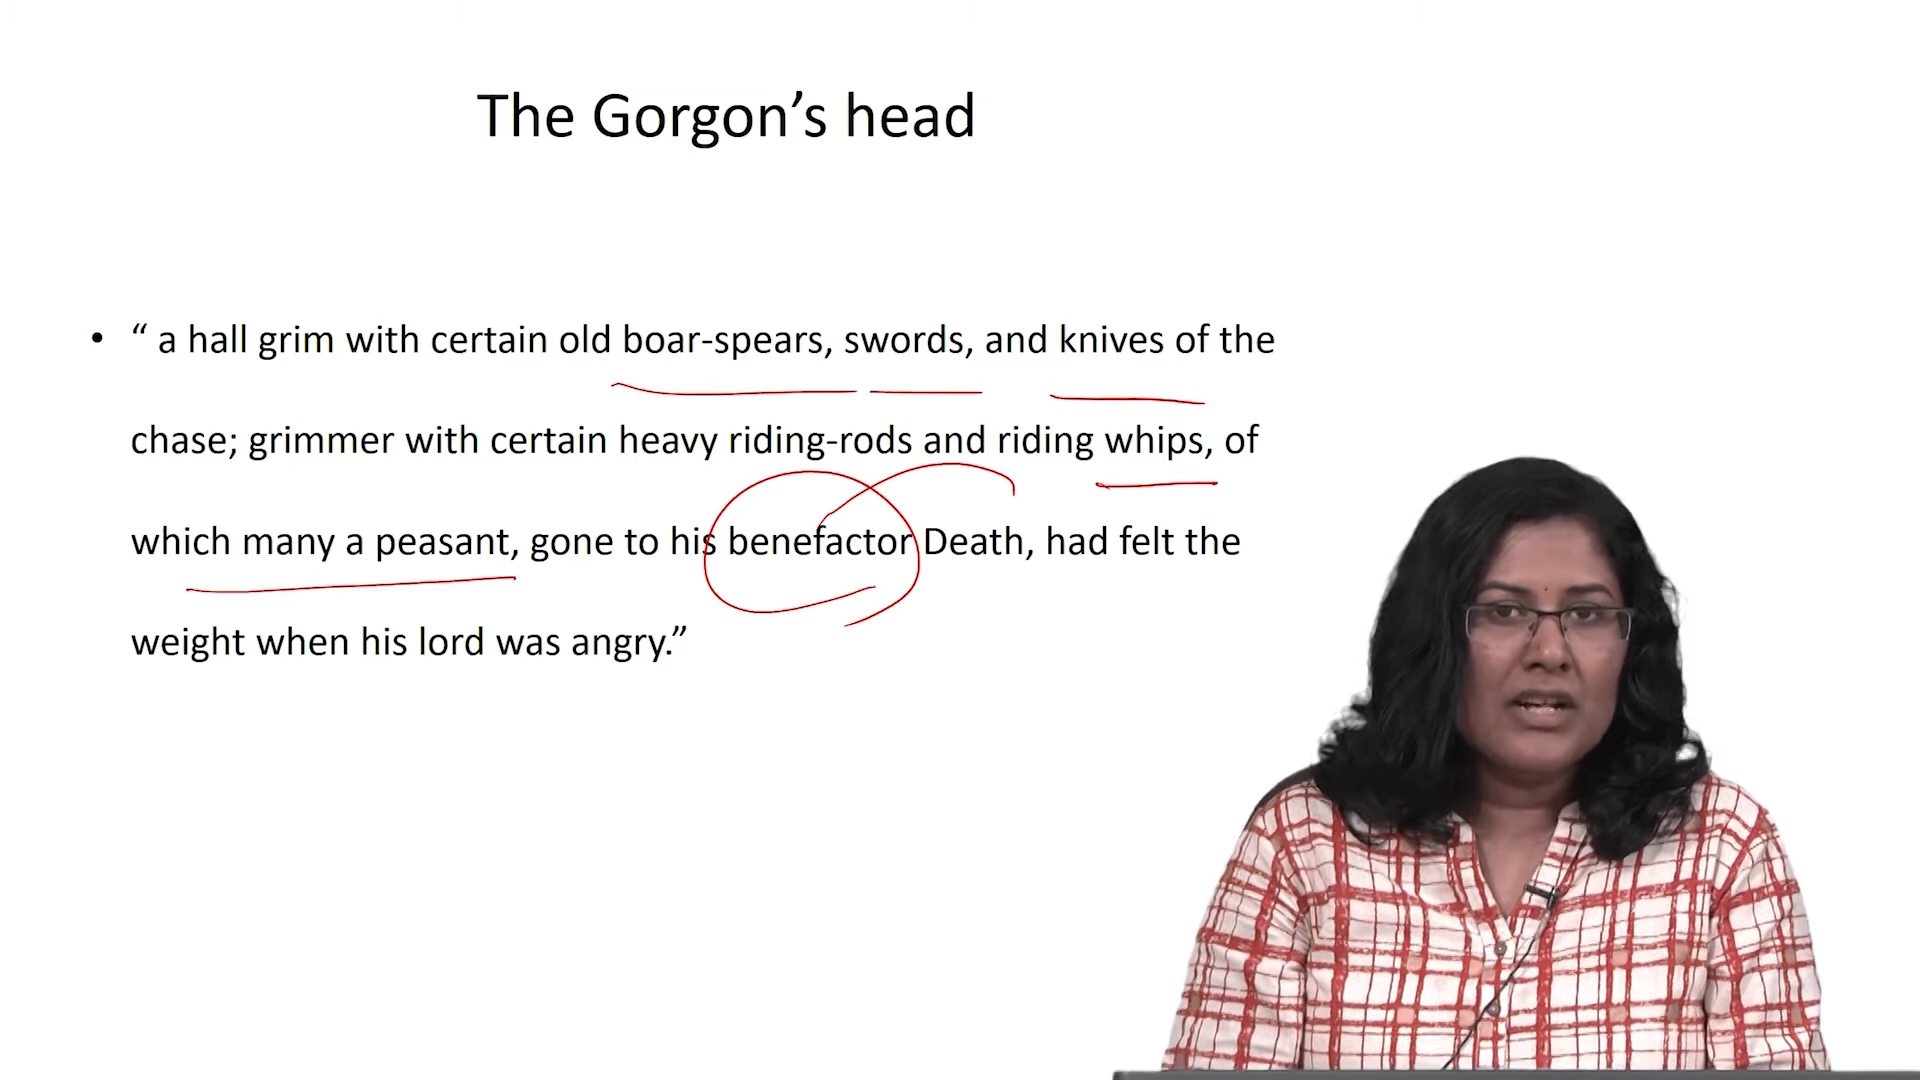 The Gorgon’s head
• “ a hall grim with certain old boar-spears, swords, and knives of the
chase; grimmer with certain heavy riding-rods and riding whips, of
which many a peasant, gone to his benefactor Death, had felt the
weight when his lord was angry.”